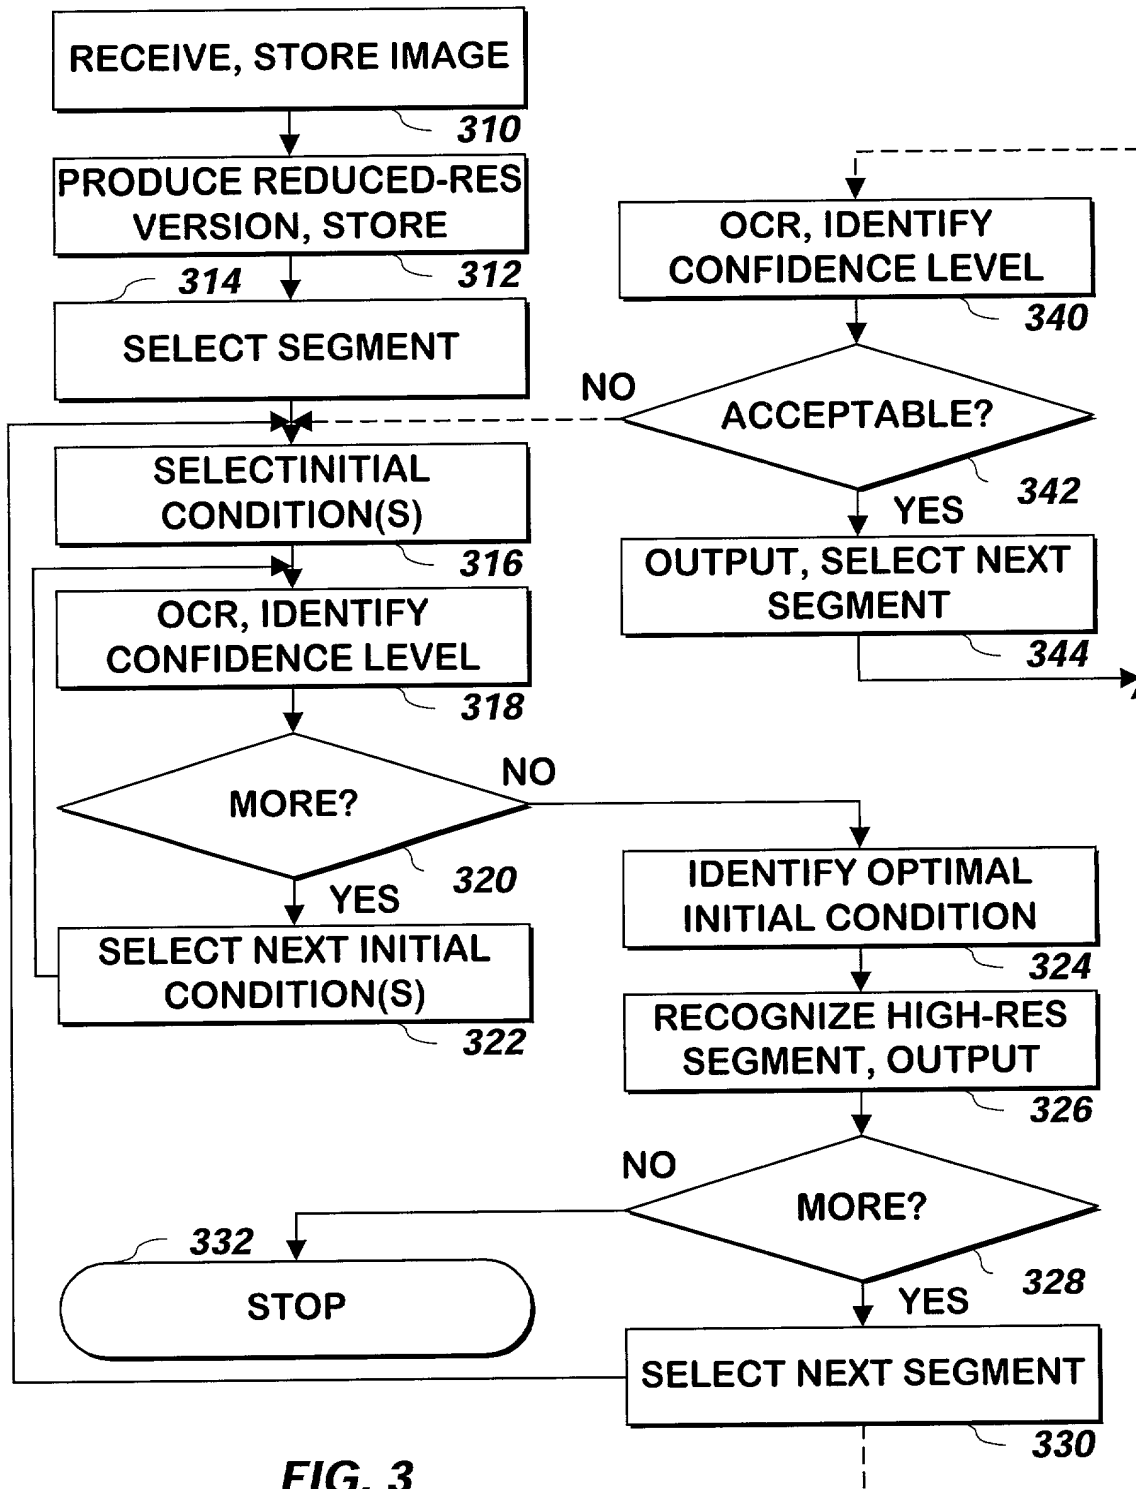 RECEIVE, STORE IMAGE
310
PRODUCE REDUCED-RES
VERSION, STORE
312
314
SELECT SEGMENT
SELECTINITIAL
CONDITION(S)
316
OCR, IDENTIFY
CONFIDENCE LEVEL
318
MORE?
NO
320
YES
SELECT NEXT INITIAL
CONDITION(S)
322
OCR, IDENTIFY
CONFIDENCE LEVEL
340
NO
ACCEPTABLE?
342
YES
OUTPUT, SELECT NEXT
SEGMENT
344
IDENTIFY OPTIMAL
INITIAL CONDITION
324
RECOGNIZE HIGH-RES
SEGMENT, OUTPUT
326
NO
MORE?
328
YES
332
STOP
SELECT NEXT SEGMENT
330
FIG. 3